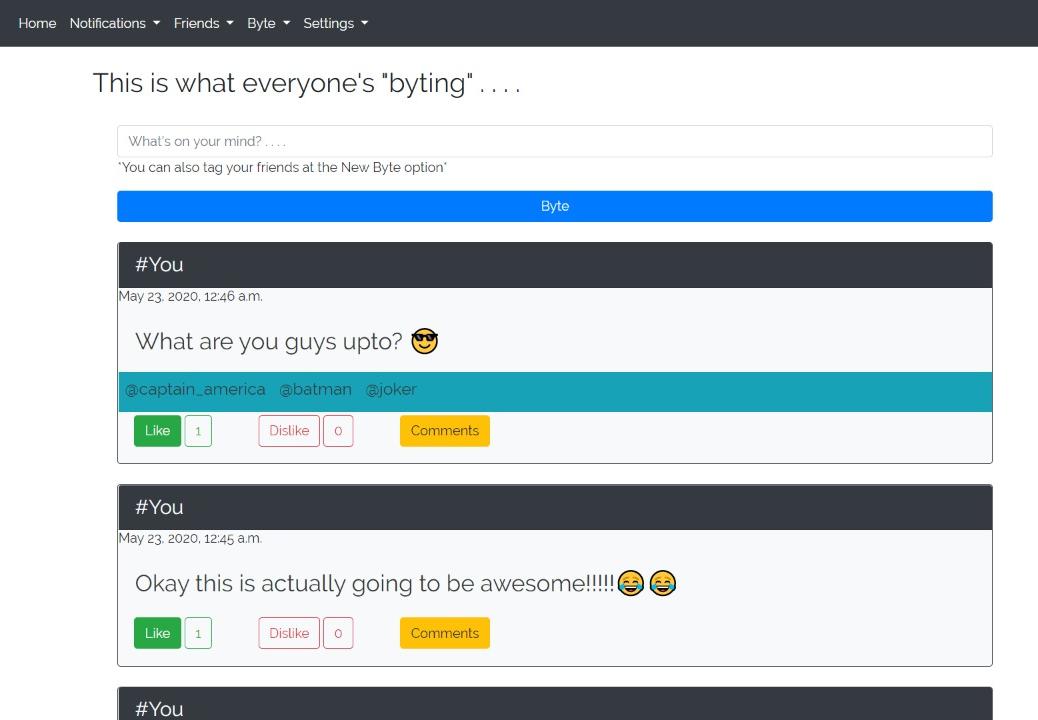 Home Notifications Friends Byte Settings
This is what everyone's "byting" . . . .
What's on your mind? . . . .
*You can also tag your friends at the New Byte option*
Byte
#You
May 23, 2020, 12:46 a.m.
What are you guys upto? 😎
@captain_america @batman @joker
Like 1 Dislike 0 Comments
#You
May 23, 2020, 12:45 a.m.
Okay this is actually going to be awesome!!!!!😂 😂
Like 1 Dislike 0 Comments
#You